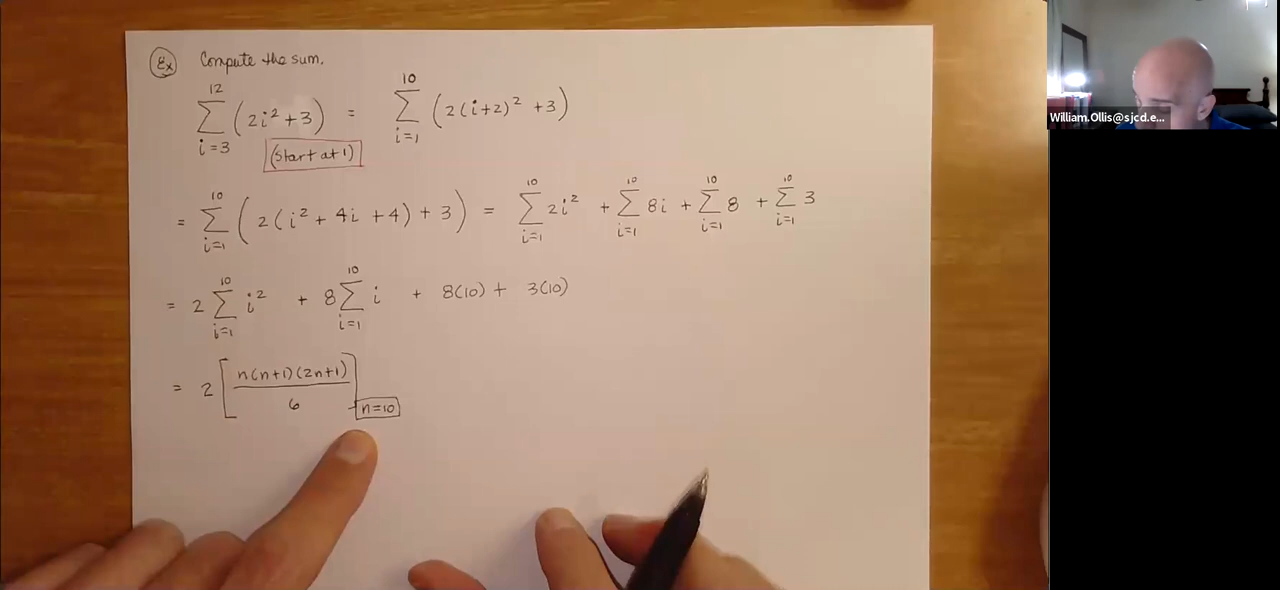 Ex Compute the sum.
12 ∑ i=3 (2i² + 3) = 10 ∑ i=1 (2(i+2)² + 3)
(Start at 1)
= 10 ∑ i=1 (2(i² + 4i + 4) + 3) = 10 ∑ i=1 2i² + 10 ∑ i=1 8i + 10 ∑ i=1 8 + 10 ∑ i=1 3
= 2 10 ∑ i=1 i² + 8 10 ∑ i=1 i + 8(10) + 3(10)
= 2 [n(n+1)(2n+1) / 6] n=10
William.Ollis@sjcd.e...